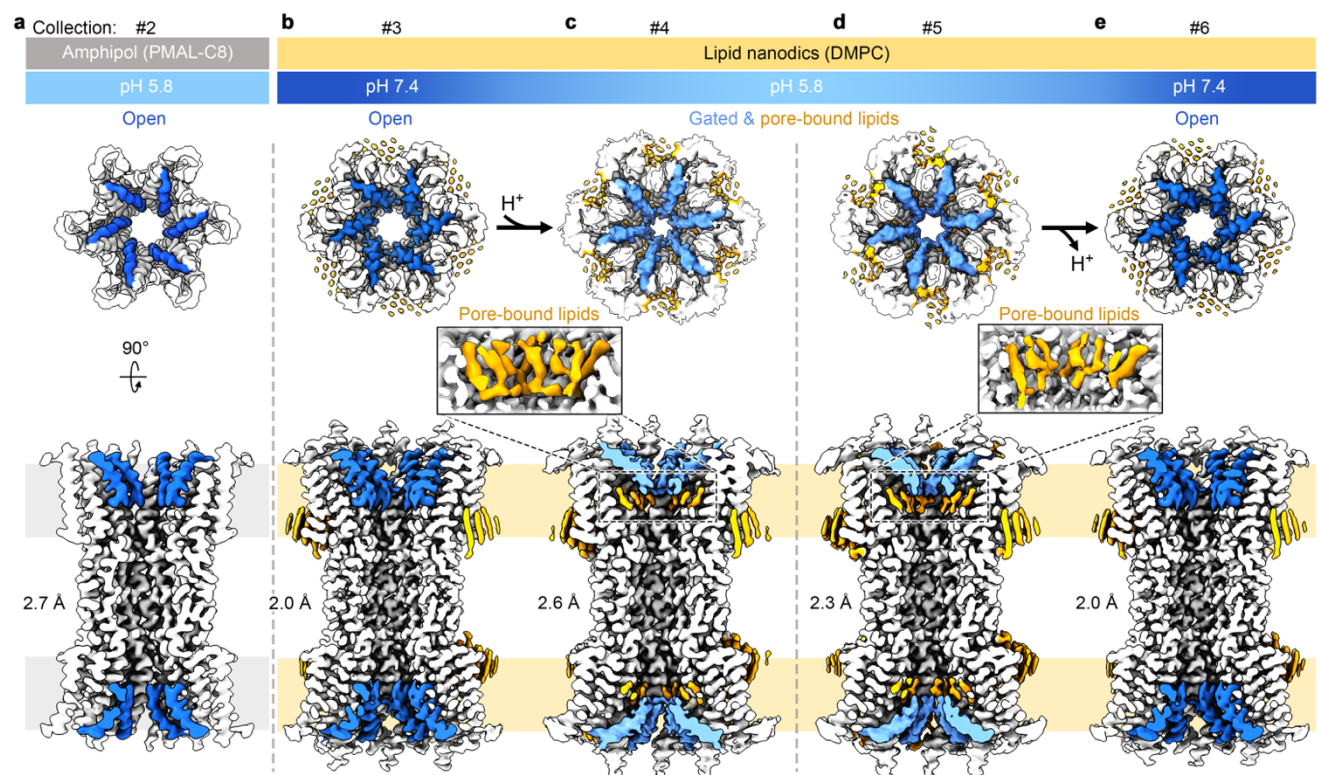 a b c d e
Collection: #2 #3 #4 #5 #6
Amphipol (PMAL-C8) Lipid nanodics (DMPC)
pH 5.8 pH 7.4 pH 5.8 pH 7.4
Open Open Gated & pore-bound lipids Open
H+ H+
Pore-bound lipids Pore-bound lipids
90°
2.7 Å 2.0 Å 2.6 Å 2.3 Å 2.0 Å